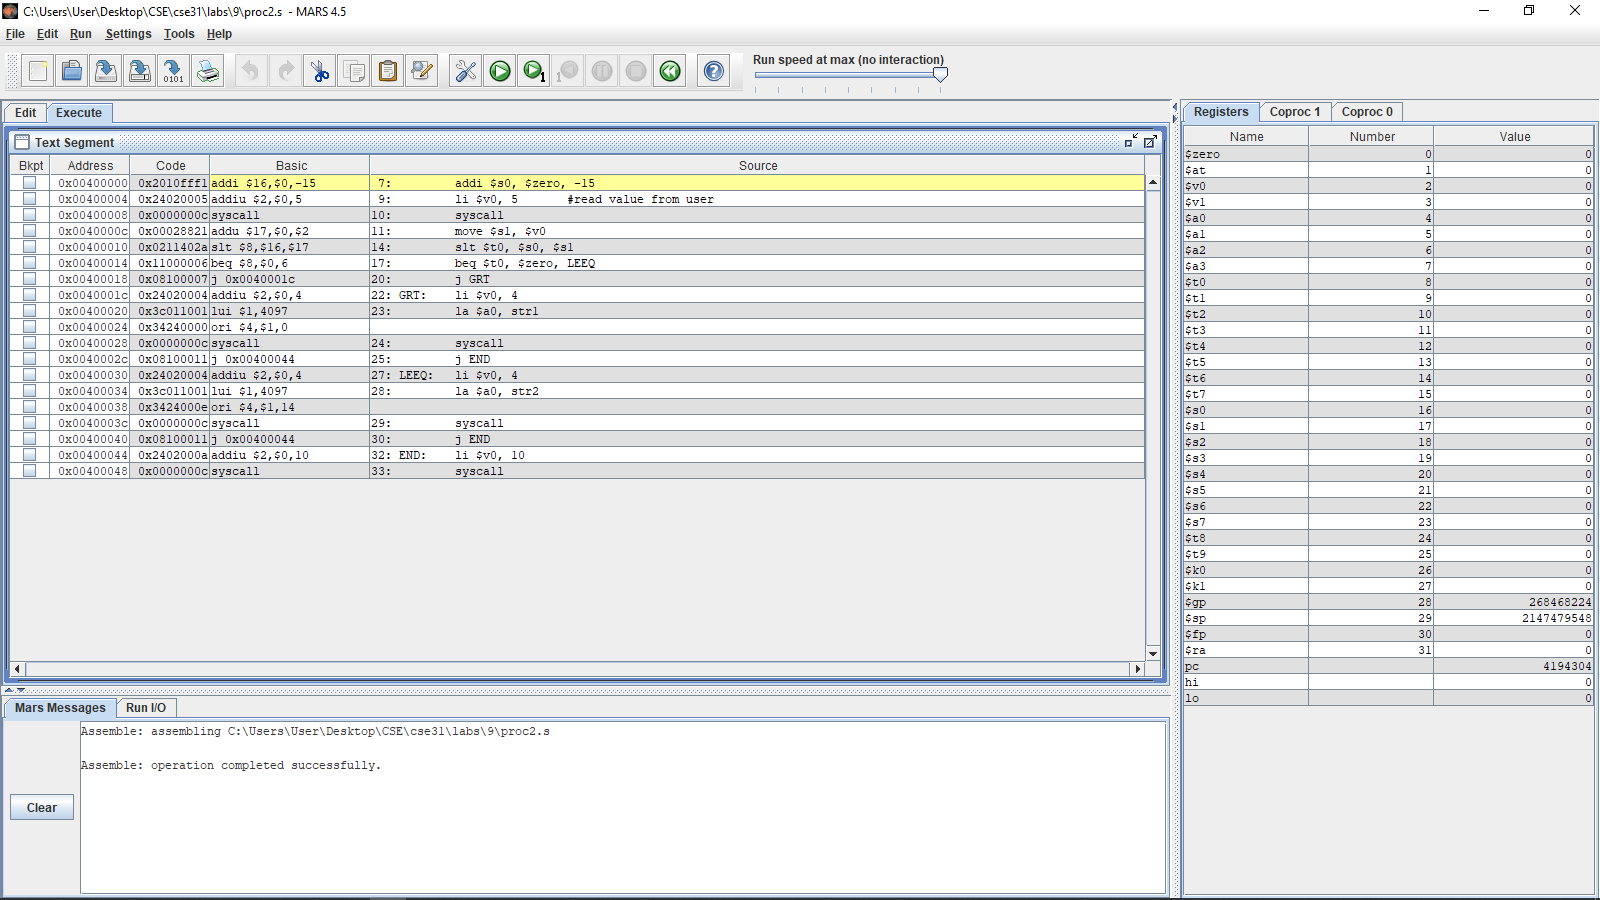 C:\Users\User\Desktop\CSE\cse31\labs\9\proc2.s - MARS 4.5
File Edit Run Settings Tools Help
Run speed at max (no interaction)
Edit Execute
Text Segment
Bkpt Address Code Basic Source
0x00400000 0x2010fff1 addi $16,$0,-15 7: addi $s0, $zero, -15
0x00400004 0x24020005 addiu $2,$0,5 9: li $v0, 5 #read value from user
0x00400008 0x0000000c syscall 10: syscall
0x0040000c 0x00028821 addu $17,$0,$2 11: move $s1, $v0
0x00400010 0x0211402a slt $8,$16,$17 14: slt $t0, $s0, $s1
0x00400014 0x11000006 beq $8,$0,6 17: beq $t0, $zero, LEEQ
0x00400018 0x08100007 j 0x0040001c 20: j GRT
0x0040001c 0x24020004 addiu $2,$0,4 22: GRT: li $v0, 4
0x00400020 0x3c011001 lui $1,4097 23: la $a0, str1
0x00400024 0x34240000 ori $4,$1,0
0x00400028 0x0000000c syscall 24: syscall
0x0040002c 0x08100011 j 0x00400044 25: j END
0x00400030 0x24020004 addiu $2,$0,4 27: LEEQ: li $v0, 4
0x00400034 0x3c011001 lui $1,4097 28: la $a0, str2
0x00400038 0x3424000e ori $4,$1,14
0x0040003c 0x0000000c syscall 29: syscall
0x00400040 0x08100011 j 0x00400044 30: j END
0x00400044 0x2402000a addiu $2,$0,10 32: END: li $v0, 10
0x00400048 0x0000000c syscall 33: syscall
Mars Messages Run I/O
Assemble: assembling C:\Users\User\Desktop\CSE\cse31\labs\9\proc2.s
Assemble: operation completed successfully.
Clear
Registers Coproc 1 Coproc 0
Name Number Value
$zero 0 0
$at 1 0
$v0 2 0
$v1 3 0
$a0 4 0
$a1 5 0
$a2 6 0
$a3 7 0
$t0 8 0
$t1 9 0
$t2 10 0
$t3 11 0
$t4 12 0
$t5 13 0
$t6 14 0
$t7 15 0
$s0 16 0
$s1 17 0
$s2 18 0
$s3 19 0
$s4 20 0
$s5 21 0
$s6 22 0
$s7 23 0
$t8 24 0
$t9 25 0
$k0 26 0
$k1 27 0
$gp 28 268468224
$sp 29 2147479548
$fp 30 0
$ra 31 0
pc 4194304
hi 0
lo 0